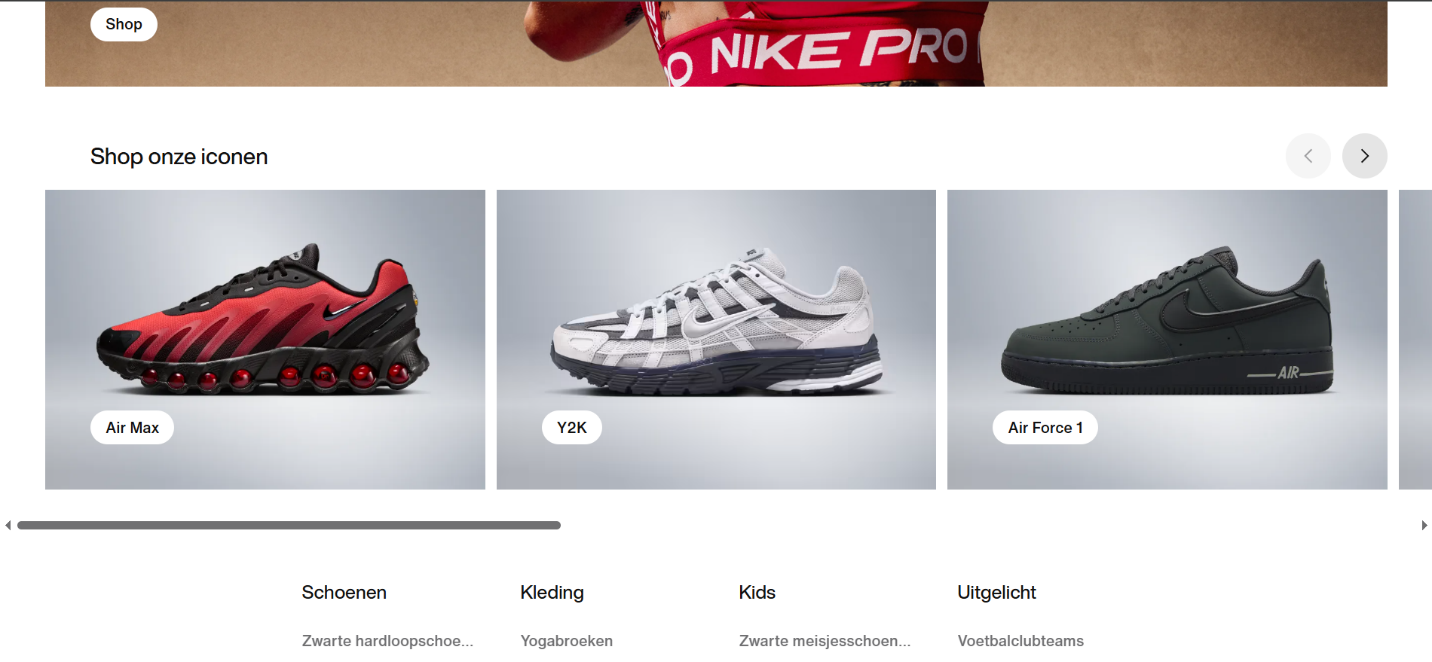 Shop
NIKE PRO
Shop onze iconen
Air Max
Y2K
AIR
Air Force 1
Schoenen
Kleding
Kids
Uitgelicht
Zwarte hardloopschoe...
Yogabroeken
Zwarte meisjesschoen...
Voetbalclubteams